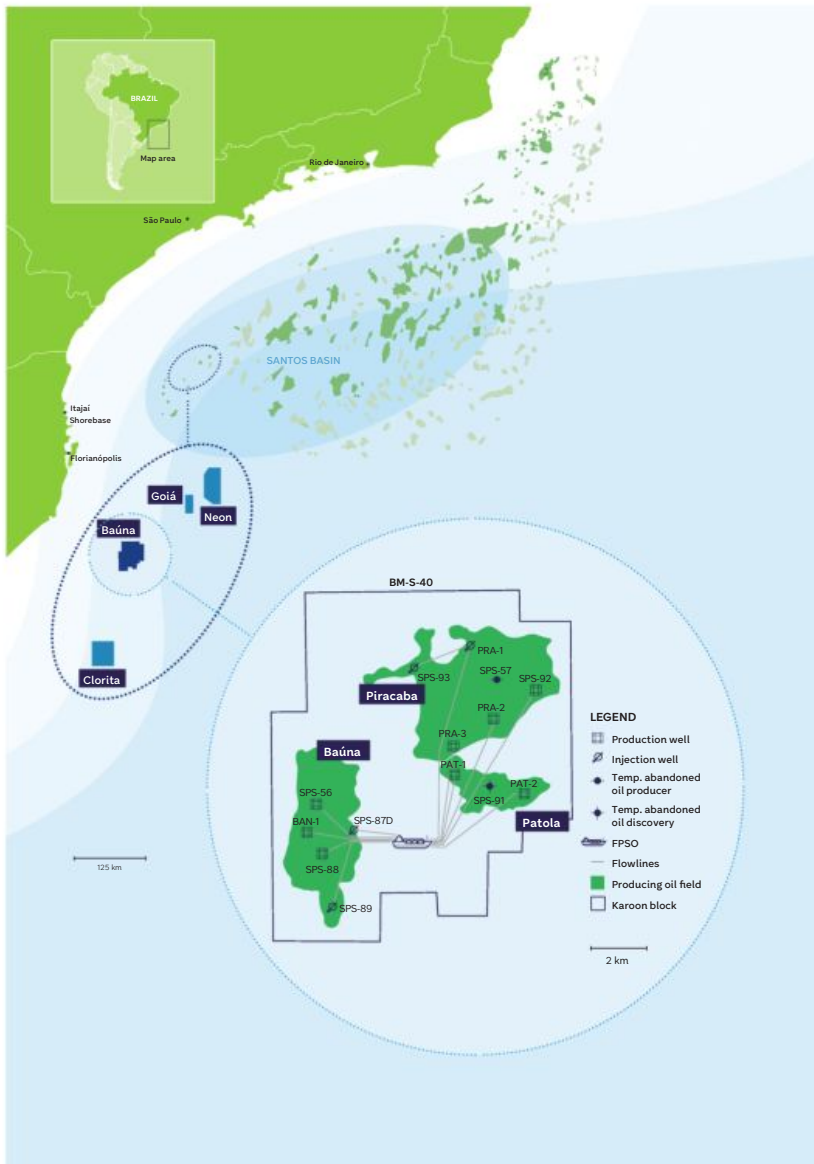 BRAZIL
Map area
Rio de Janeiro
São Paulo
SANTOS BASIN
Itajaí
Shorebase
Florianópolis
Goiá
Neon
Baúna
Clorita
125 km
BM-S-40
PRA-1
SPS-93
SPS-57
SPS-92
Piracaba
PRA-2
PRA-3
Baúna
PAT-1
PAT-2
SPS-91
SPS-56
SPS-87D
BAN-1
Patola
SPS-88
SPS-89
LEGEND
Production well
Injection well
Temp. abandoned
oil producer
Temp. abandoned
oil discovery
FPSO
Flowlines
Producing oil field
Karoon block
2 km